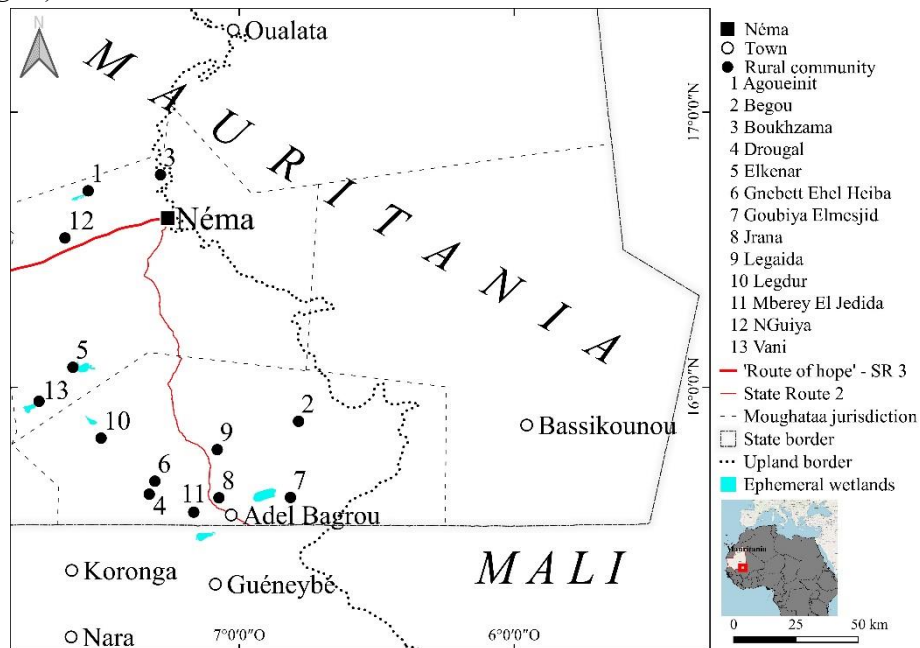 N
Oualata
MAURITANIA
17°0'0"N
1
3
12
Néma
5
13
10
2
9
6
4
11
8
7
16°0'0"N
Bassikounou
Adel Bagrou
MALI
Koronga
Guéneybé
Nara
7°0'0"O
6°0'0"O
Néma
Town
Rural community
1 Agoueinit
2 Begou
3 Boukhzama
4 Drougal
5 Elkenar
6 Gnebett Ehel Heiba
7 Goubiya Elmesjid
8 Jrana
9 Legaida
10 Legdur
11 Mberey El Jedida
12 NGuiya
13 Vani
'Route of hope' - SR 3
State Route 2
Moughataa jurisdiction
State border
Upland border
Ephemeral wetlands
Mauritania
0 25 50 km